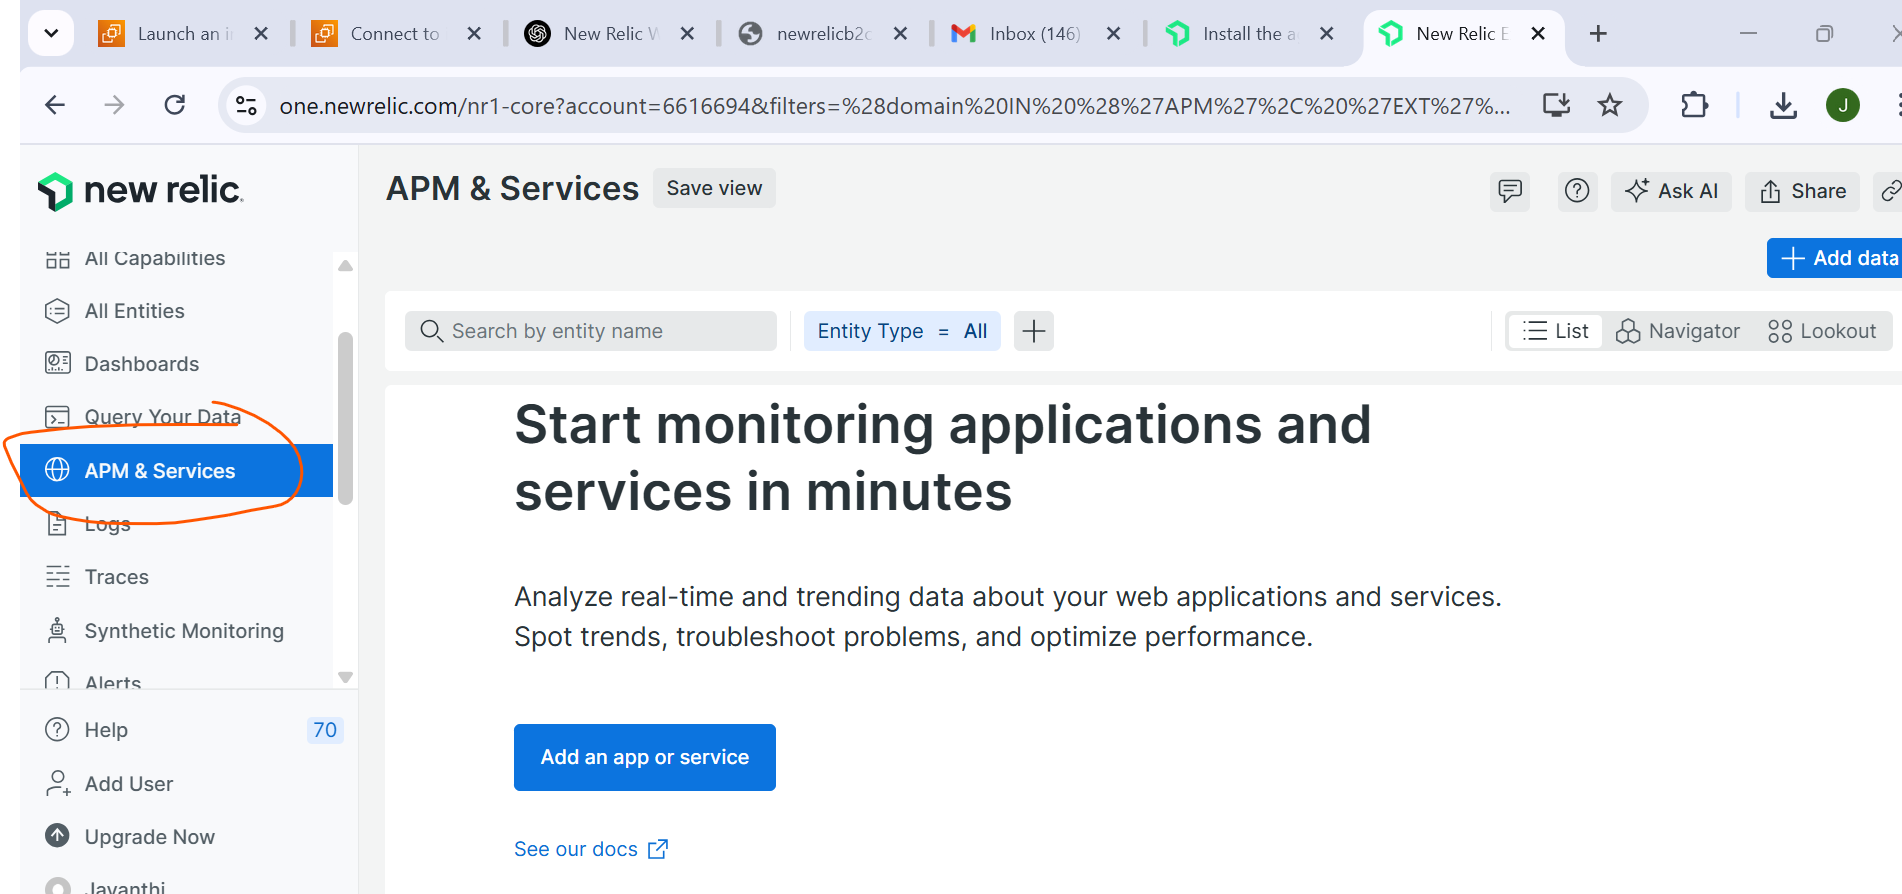 Launch an i
Connect to
New Relic W
newrelicb2c
Inbox (146)
Install the a
New Relic E
one.newrelic.com/nr1-core?account=6616694&filters=%28domain%20IN%20%28%27APM%27%2C%20%27EXT%27%...
J
new relic
APM & Services
Save view
Ask AI
Share
Add data
All Capabilities
All Entities
Dashboards
Query Your Data
APM & Services
Logs
Traces
Synthetic Monitoring
Alerts
Help
70
Add User
Upgrade Now
Jayanthi
Search by entity name
Entity Type = All
List
Navigator
Lookout
Start monitoring applications and
services in minutes
Analyze real-time and trending data about your web applications and services.
Spot trends, troubleshoot problems, and optimize performance.
Add an app or service
See our docs